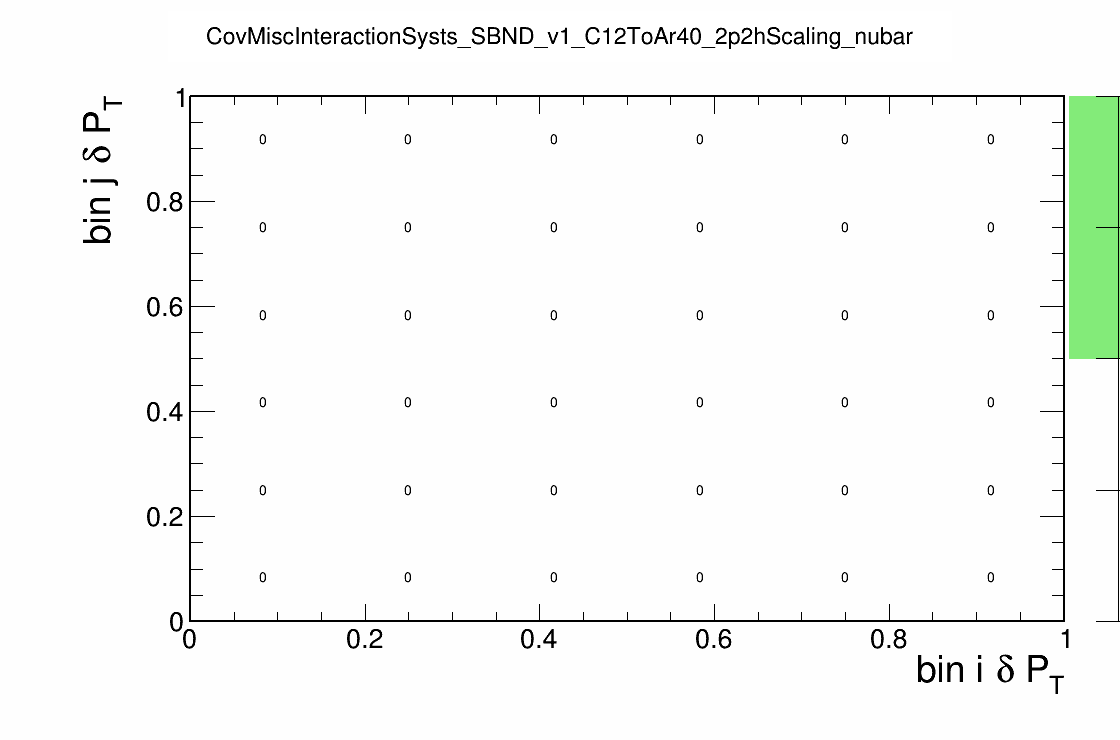 CovMiscInteractionSysts_SBND_v1_C12ToAr40_2p2hScaling_nubar
bin j δ P_T
1
0 0 0 0 0 0
0.8
0 0 0 0 0 0
0.6
0 0 0 0 0 0
0.4
0 0 0 0 0 0
0.2
0 0 0 0 0 0
0 0 0 0 0 0
0
0 0.2 0.4 0.6 0.8 1
bin i δ P_T